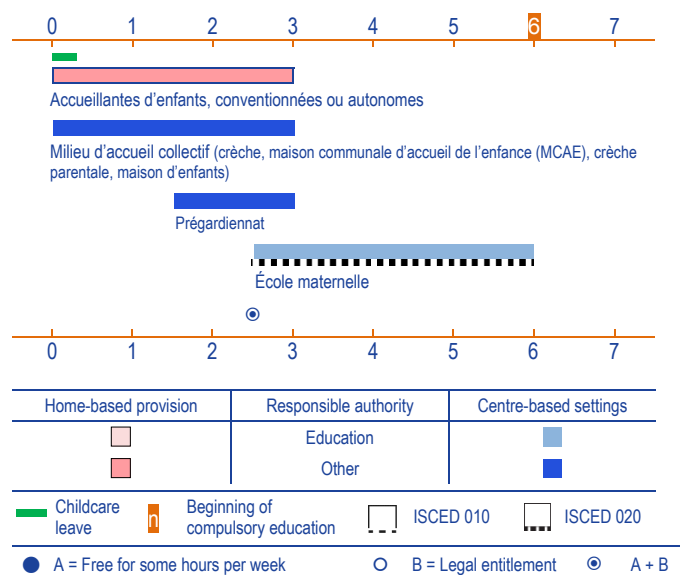 0 1 2 3 4 5 6 7
Accueillantes d'enfants, conventionnées ou autonomes
Milieu d'accueil collectif (crèche, maison communale d'accueil de l'enfance (MCAE), crèche
parentale, maison d'enfants)
Prégardiennat
École maternelle
0 1 2 3 4 5 6 7
Home-based provision Responsible authority Centre-based settings
Education
Other
Childcare
leave
n
Beginning of
compulsory education
ISCED 010
ISCED 020
A = Free for some hours per week B = Legal entitlement A + B